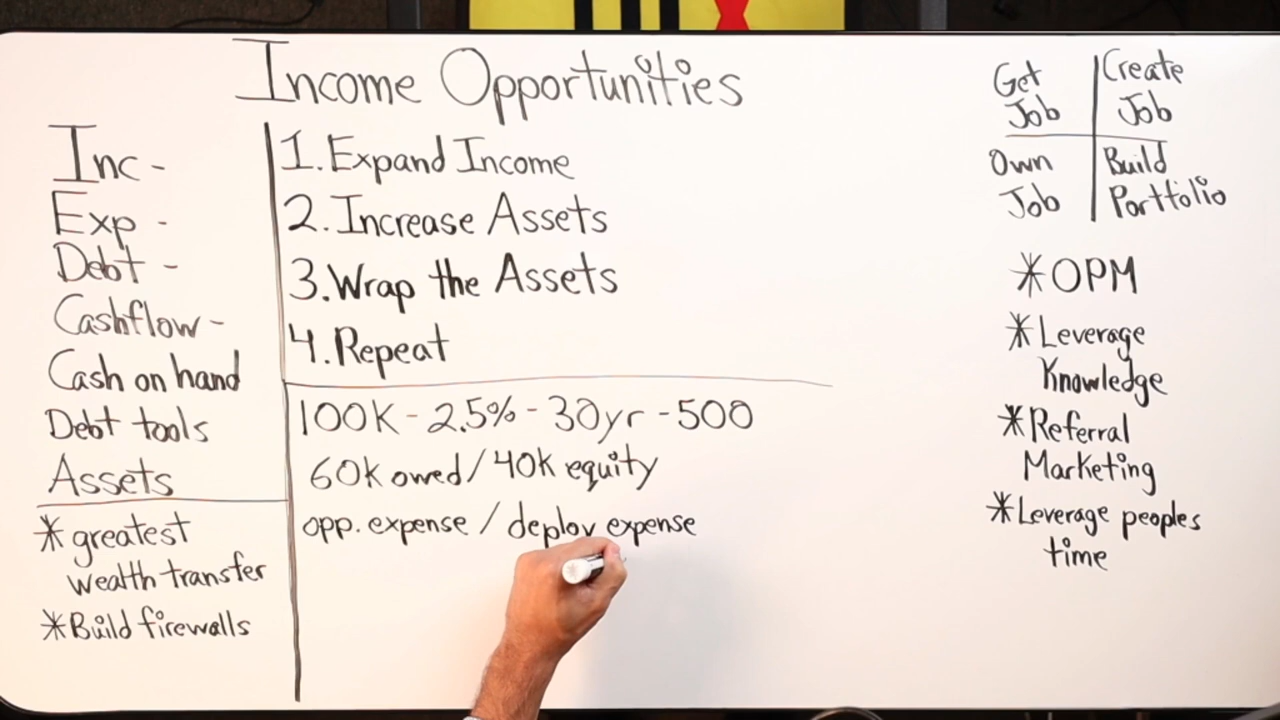 Income Opportunities
Inc -
Exp -
Debt -
Cashflow -
Cash on hand
Debt tools
Assets
* greatest
wealth transfer
* Build firewalls
1. Expand Income
2. Increase Assets
3. Wrap the Assets
4. Repeat
100K - 2.5% - 30yr - 500
60K owed / 40K equity
opp. expense / deploy expense
Get Job
Create Job
Own Job
Build Portfolio
* OPM
* Leverage
Knowledge
* Referral
Marketing
* Leverage peoples
time